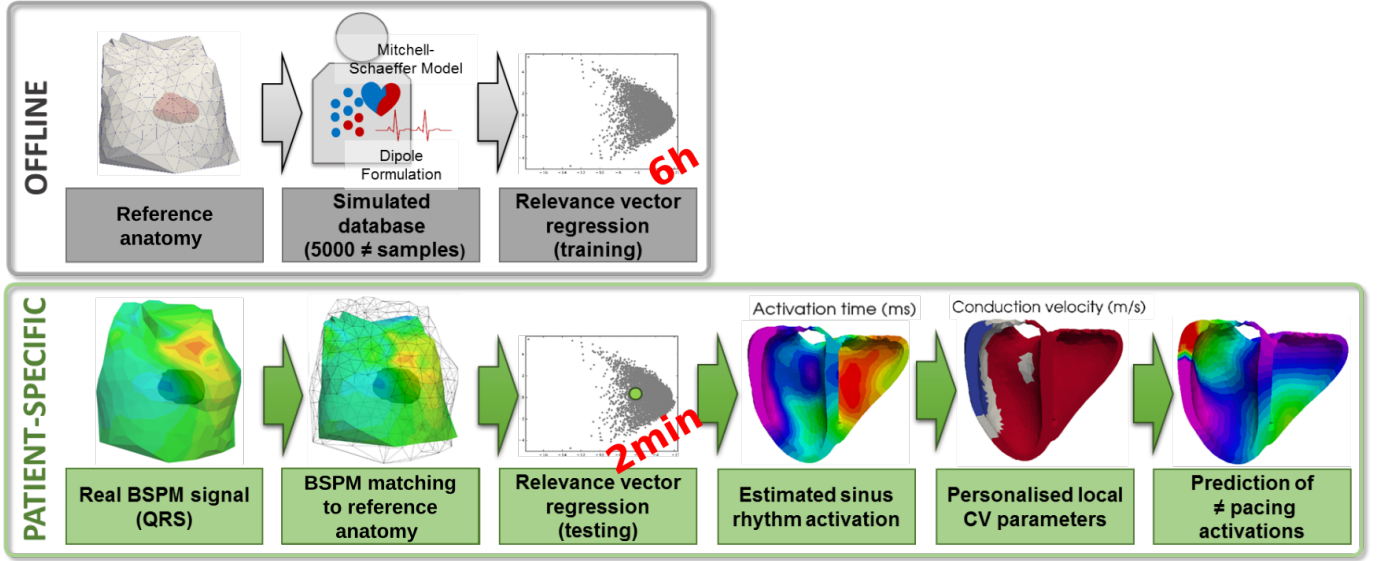 OFFLINE
Mitchell-
Schaeffer Model
Dipole
Formulation
6h
Reference
anatomy
Simulated
database
(5000 ≠ samples)
Relevance vector
regression
(training)
PATIENT-SPECIFIC
Activation time (ms)
Conduction velocity (m/s)
2min
Real BSPM signal
(QRS)
BSPM matching
to reference
anatomy
Relevance vector
regression
(testing)
Estimated sinus
rhythm activation
Personalised local
CV parameters
Prediction of
≠ pacing
activations